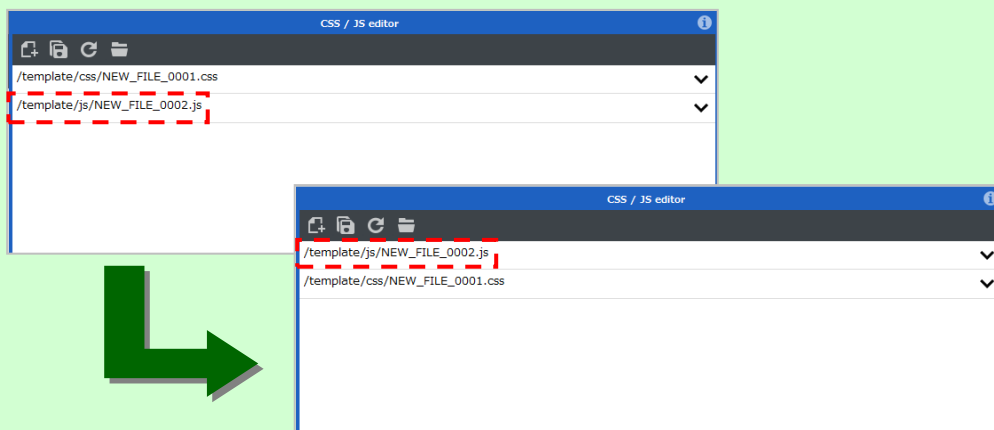 CSS / JS editor
/template/css/NEW_FILE_0001.css
/template/js/NEW_FILE_0002.js
CSS / JS editor
/template/js/NEW_FILE_0002.js
/template/css/NEW_FILE_0001.css